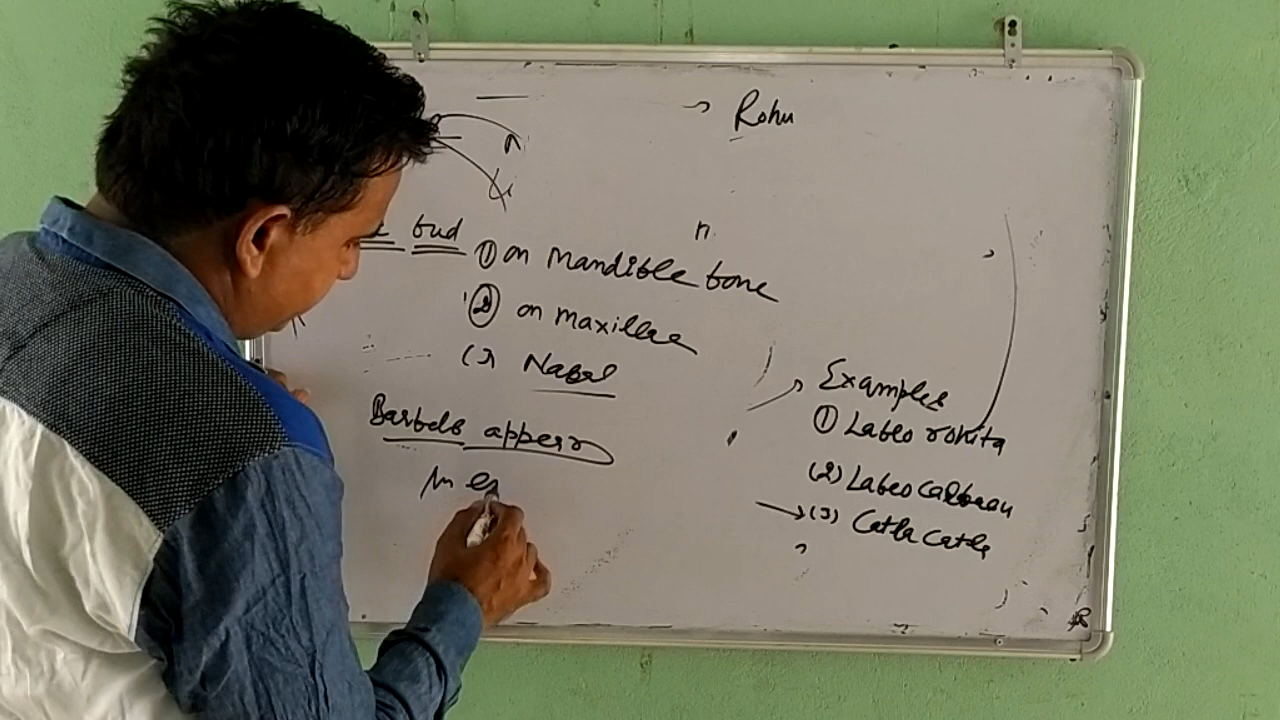 → Rohu
bud
① on mandible bone
② on maxillae
(3) Nasal
Barbels appear
in
Examples
① Labeo rohita
(2) Labeo calbasu
→ (3) Catla catla